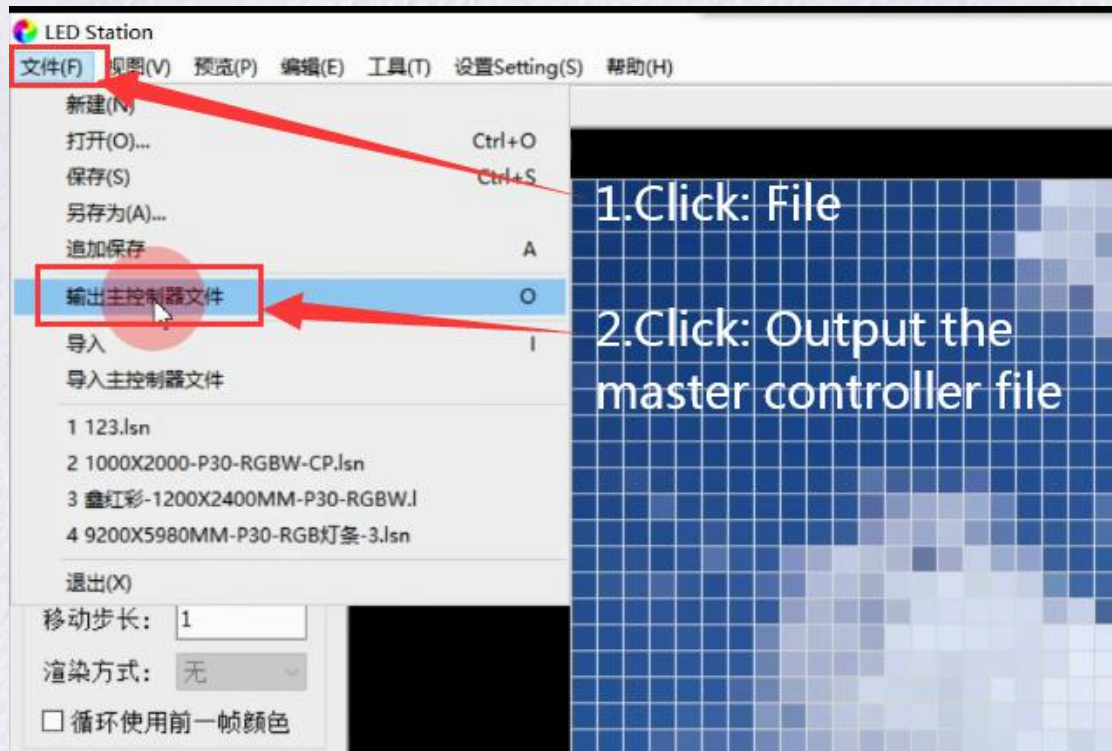 LED Station
文件(F) 视图(V) 预览(P) 编辑(E) 工具(T) 设置Setting(S) 帮助(H)
新建(N)
打开(O)... Ctrl+O
保存(S) Ctrl+S
另存为(A)...
追加保存 A
输出主控制器文件 O
导入 I
导入主控制器文件
1 123.lsn
2 1000X2000-P30-RGBW-CP.lsn
3 鑫红彩-1200X2400MM-P30-RGBW.l
4 9200X5980MM-P30-RGB灯条-3.lsn
退出(X)
移动步长: 1
渲染方式: 无
循环使用前一帧颜色
1.Click: File
2.Click: Output the
master controller file